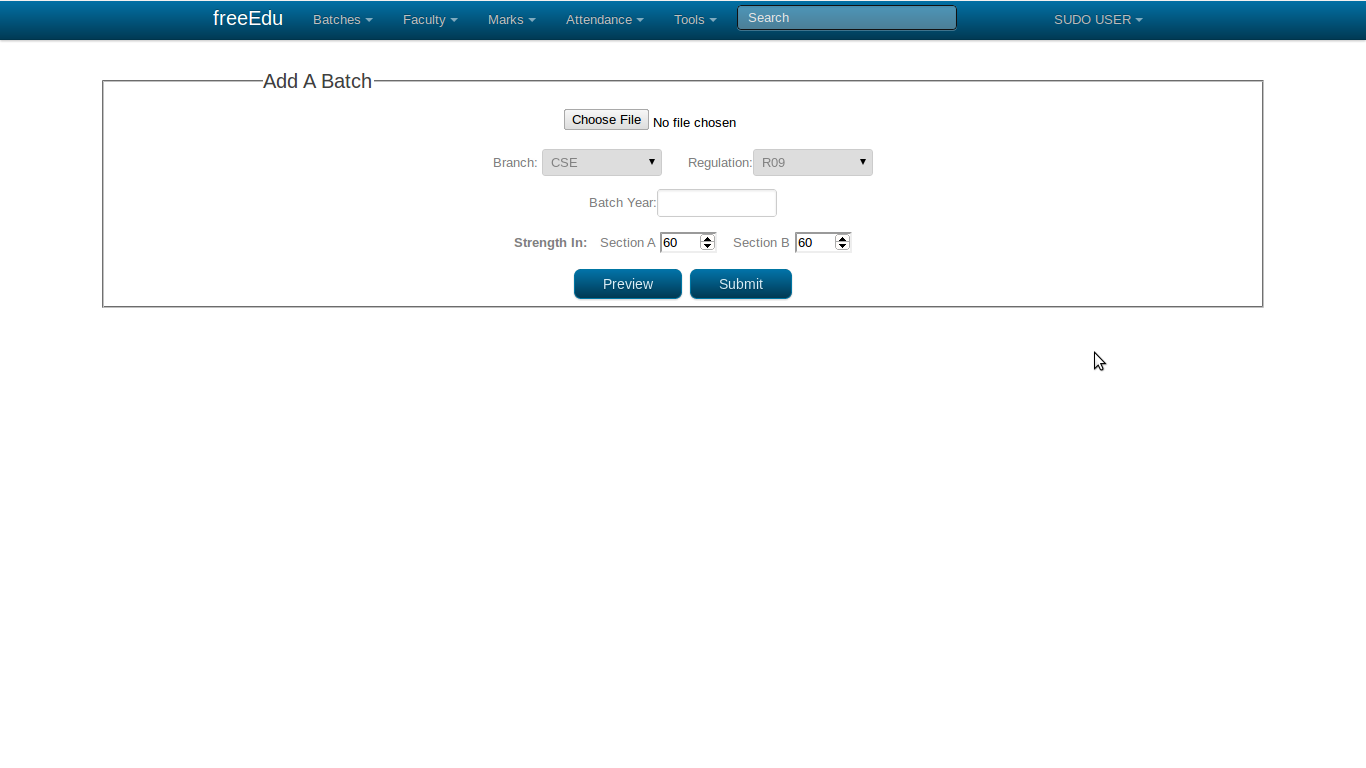 freeEdu Batches Faculty Marks Attendance Tools Search SUDO USER
Add A Batch
Choose File No file chosen
Branch: CSE Regulation: R09
Batch Year:
Strength In: Section A 60 Section B 60
Preview Submit